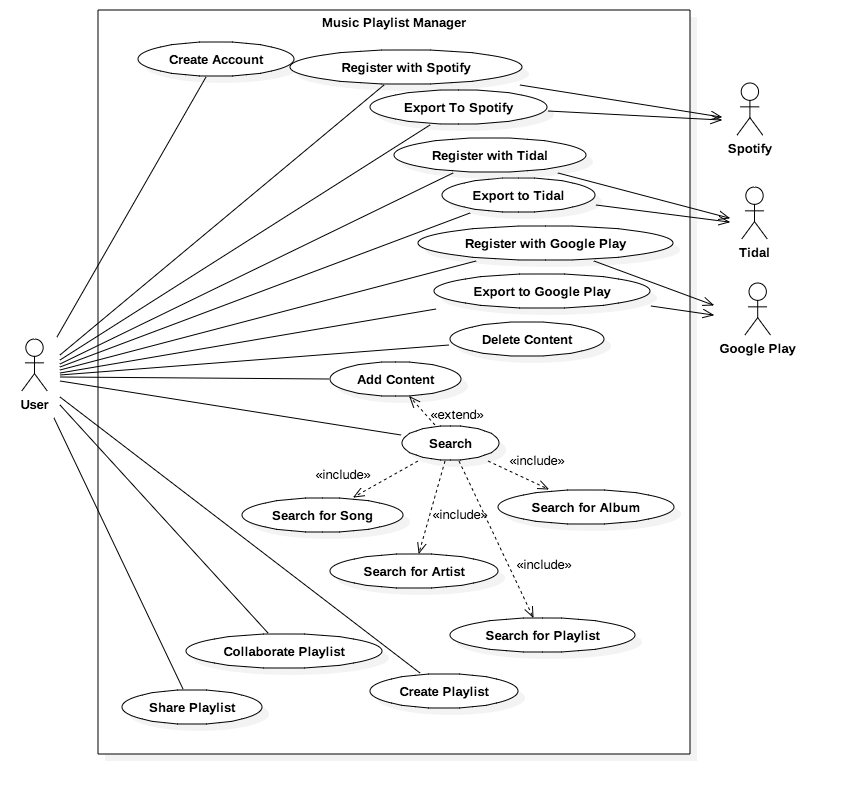 Music Playlist Manager
Create Account
Register with Spotify
Export To Spotify
Spotify
Register with Tidal
Export to Tidal
Tidal
Register with Google Play
Export to Google Play
Google Play
Delete Content
Add Content
User
«extend»
Search
«include»
«include»
Search for Song
«include»
Search for Album
«include»
Search for Artist
Search for Playlist
Collaborate Playlist
Create Playlist
Share Playlist